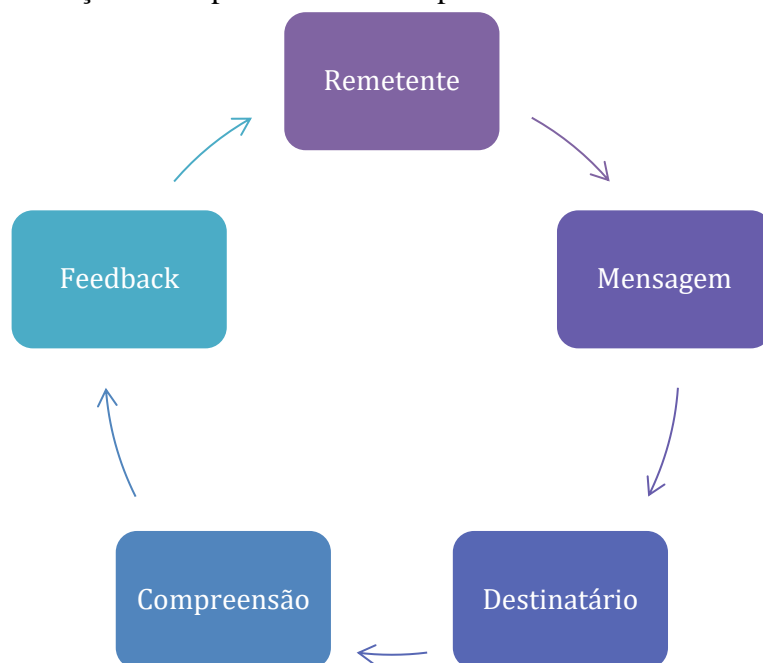 Remetente
Mensagem
Destinatário
Compreensão
Feedback